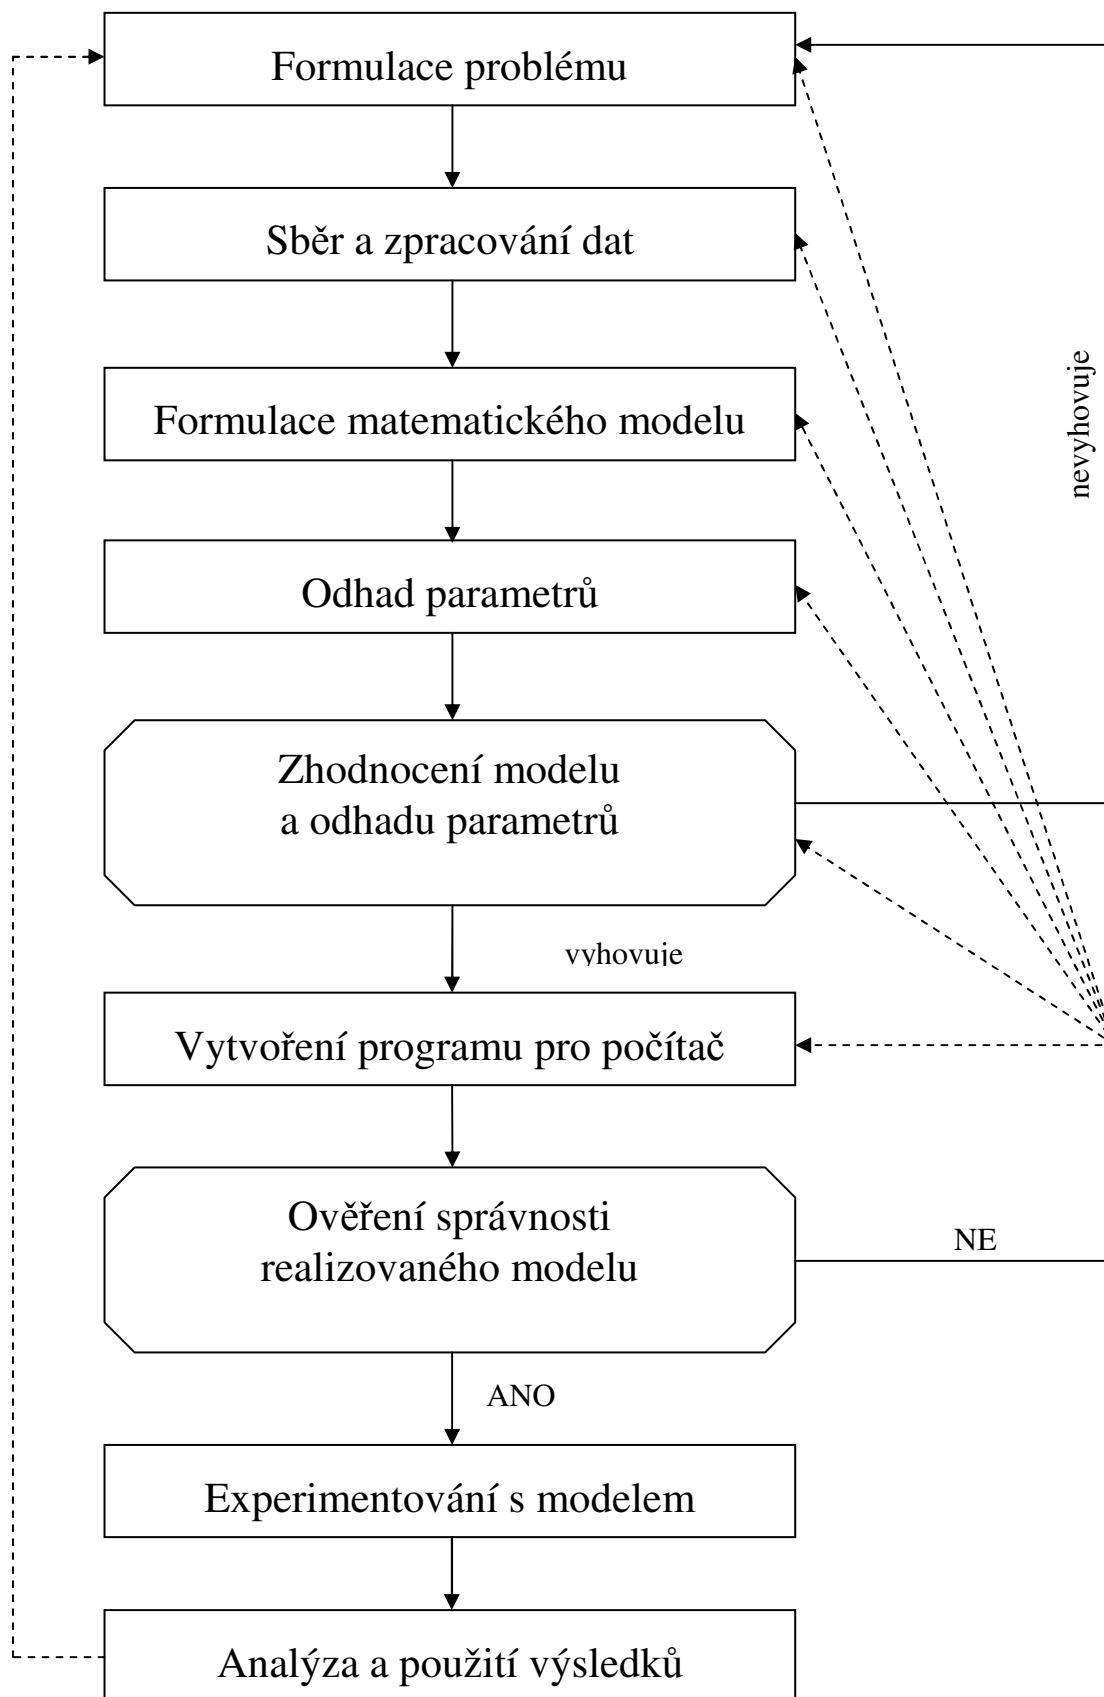 Formulace problému
Sběr a zpracování dat
Formulace matematického modelu
nevyhovuje
Odhad parametrů
Zhodnocení modelu
a odhadu parametrů
vyhovuje
Vytvoření programu pro počítač
Ověření správnosti
realizovaného modelu
NE
ANO
Experimentování s modelem
Analýza a použití výsledků